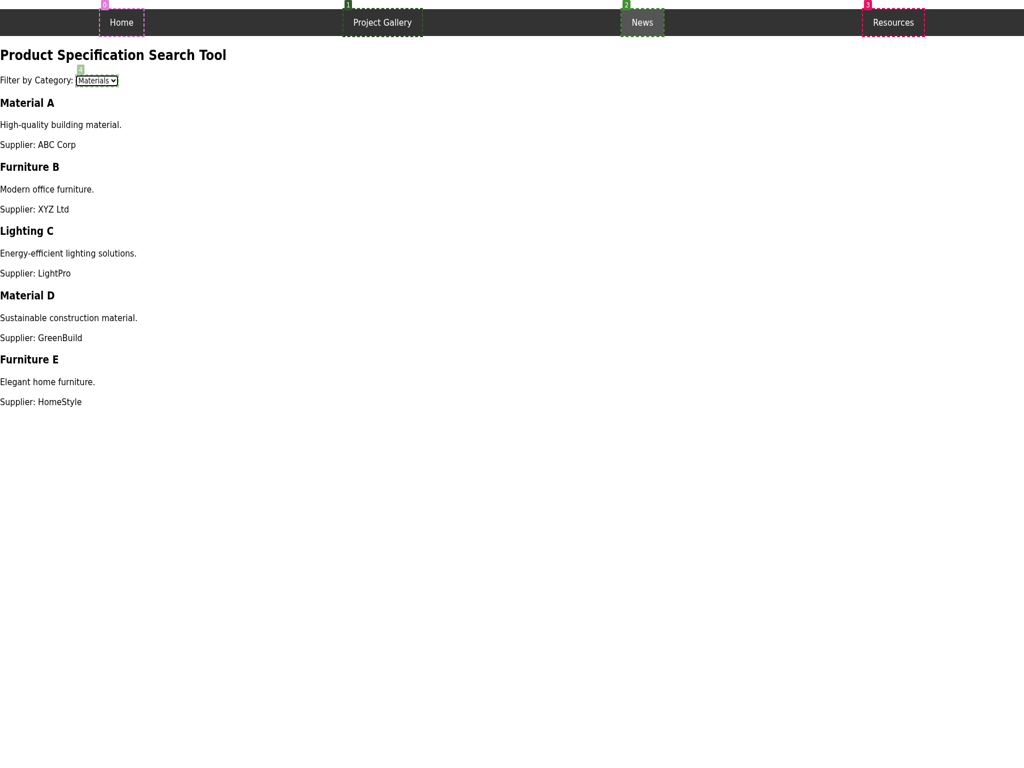 0 1 2 3
Home Project Gallery News Resources
Product Specification Search Tool
4
Filter by Category: Materials
Material A
High-quality building material.
Supplier: ABC Corp
Furniture B
Modern office furniture.
Supplier: XYZ Ltd
Lighting C
Energy-efficient lighting solutions.
Supplier: LightPro
Material D
Sustainable construction material.
Supplier: GreenBuild
Furniture E
Elegant home furniture.
Supplier: HomeStyle